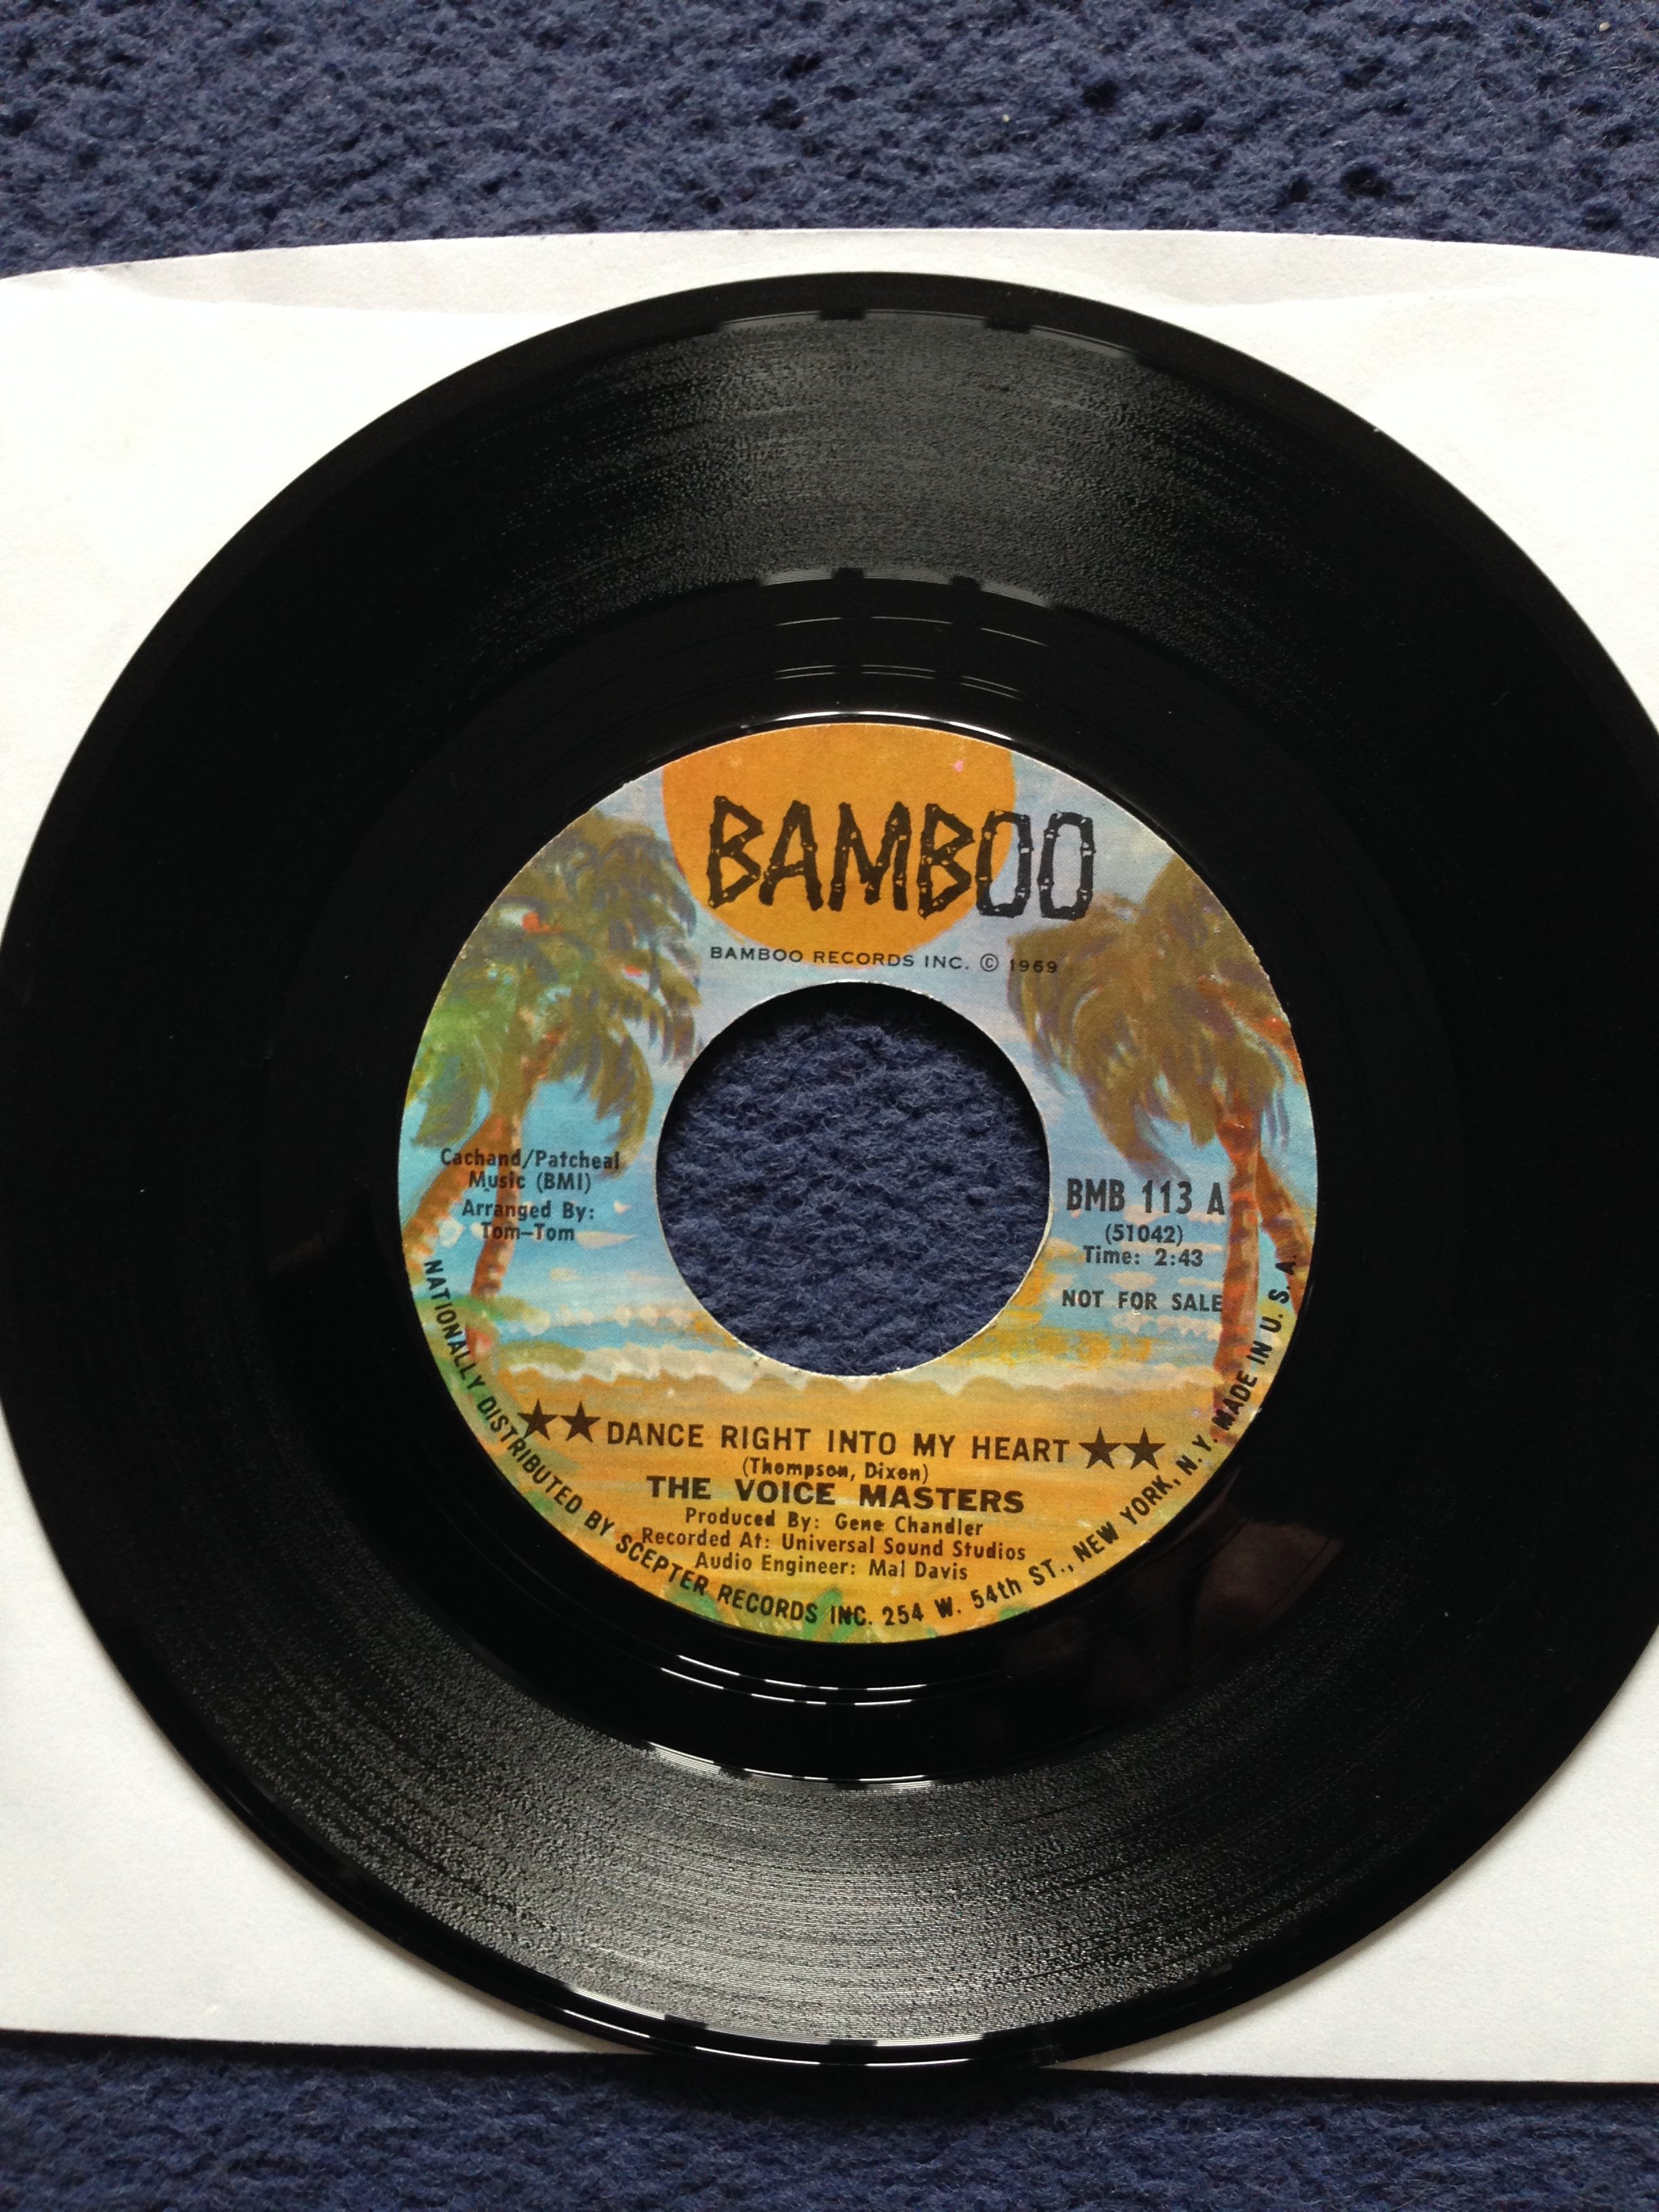 BAMBOO
BAMBOO RECORDS INC. © 1969
Cachand/Patcheal
Music (BMI)
Arranged By:
Tom–Tom
BMB 113 A
(51042)
Time: 2:43
NOT FOR SALE
★★ DANCE RIGHT INTO MY HEART ★★
(Thompson, Dixon)
THE VOICE MASTERS
Produced By: Gene Chandler
Recorded At: Universal Sound Studios
Audio Engineer: Mal Davis
NATIONALLY DISTRIBUTED BY SCEPTER RECORDS INC. 254 W. 54th ST., NEW YORK, N.Y. MADE IN U.S.A.